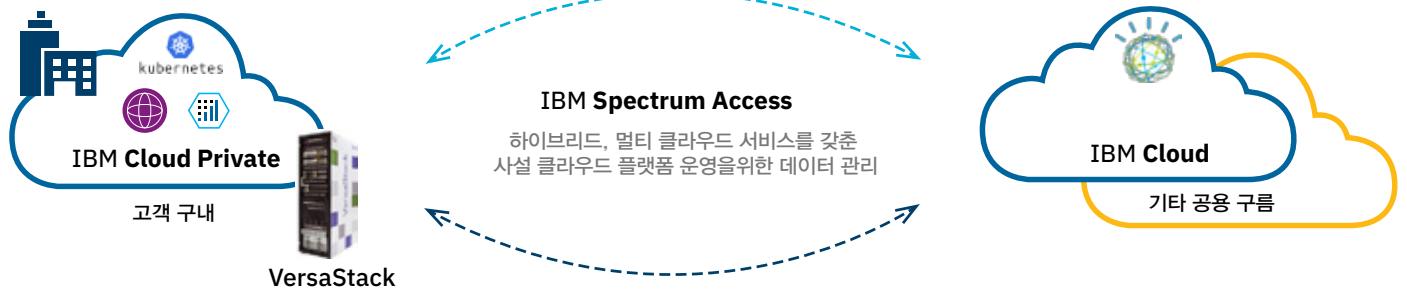 kubernetes
IBM Cloud Private
고객 구내
VersaStack
VersaStack
IBM Spectrum Access
하이브리드, 멀티 클라우드 서비스를 갖춘
사설 클라우드 플랫폼 운영을위한 데이터 관리
IBM Cloud
기타 공용 구름